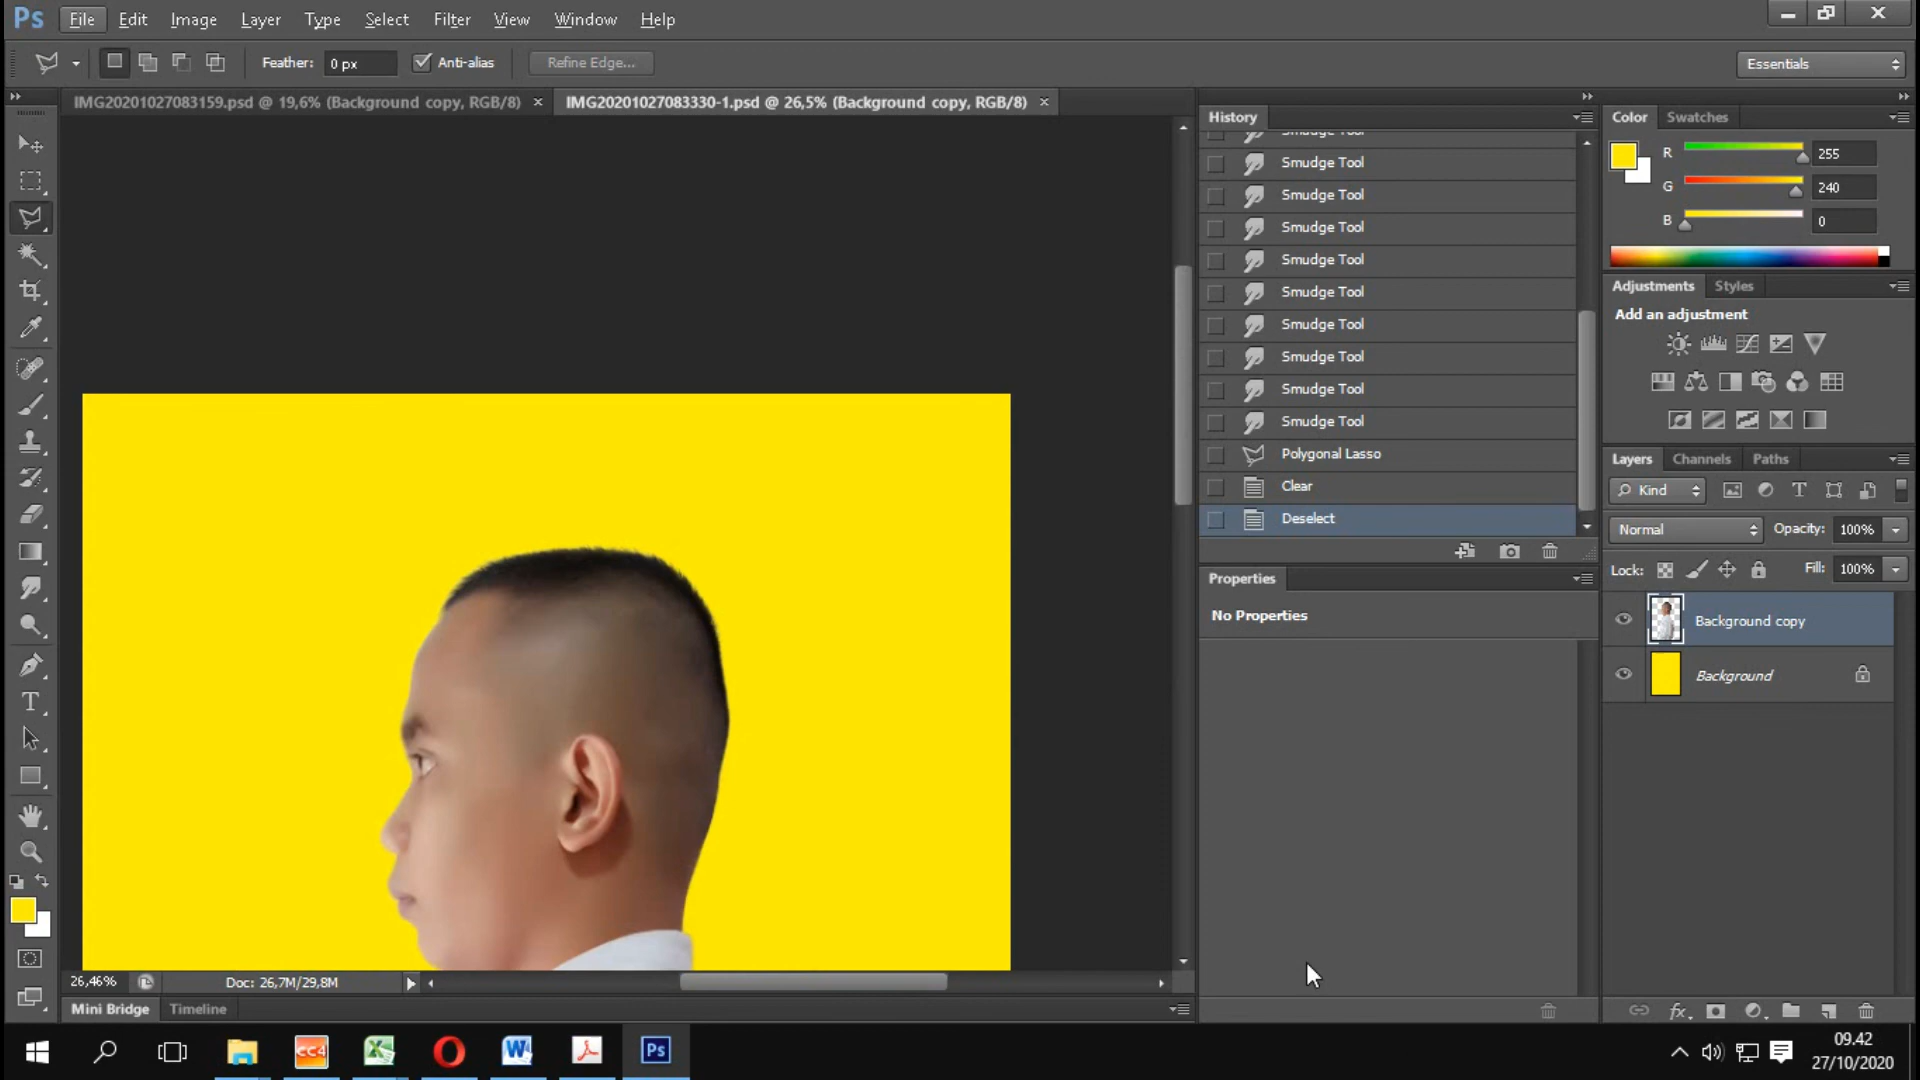 Ps File Edit Image Layer Type Select Filter View Window Help
Feather: 0 px Anti-alias Refine Edge... Essentials
IMG20201027083159.psd @ 19,6% (Background copy, RGB/8) × IMG20201027083330-1.psd @ 26,5% (Background copy, RGB/8) ×
History
Smudge Tool
Smudge Tool
Smudge Tool
Smudge Tool
Smudge Tool
Smudge Tool
Smudge Tool
Smudge Tool
Smudge Tool
Smudge Tool
Polygonal Lasso
Clear
Deselect
Properties
No Properties
Color Swatches
R 255
G 240
B 0
Adjustments Styles
Add an adjustment
Layers Channels Paths
Kind
Normal Opacity: 100%
Lock: Fill: 100%
Background copy
Background
26,46% Doc: 26,7M/29,8M
Mini Bridge Timeline
CC4
Ps
09.42
27/10/2020